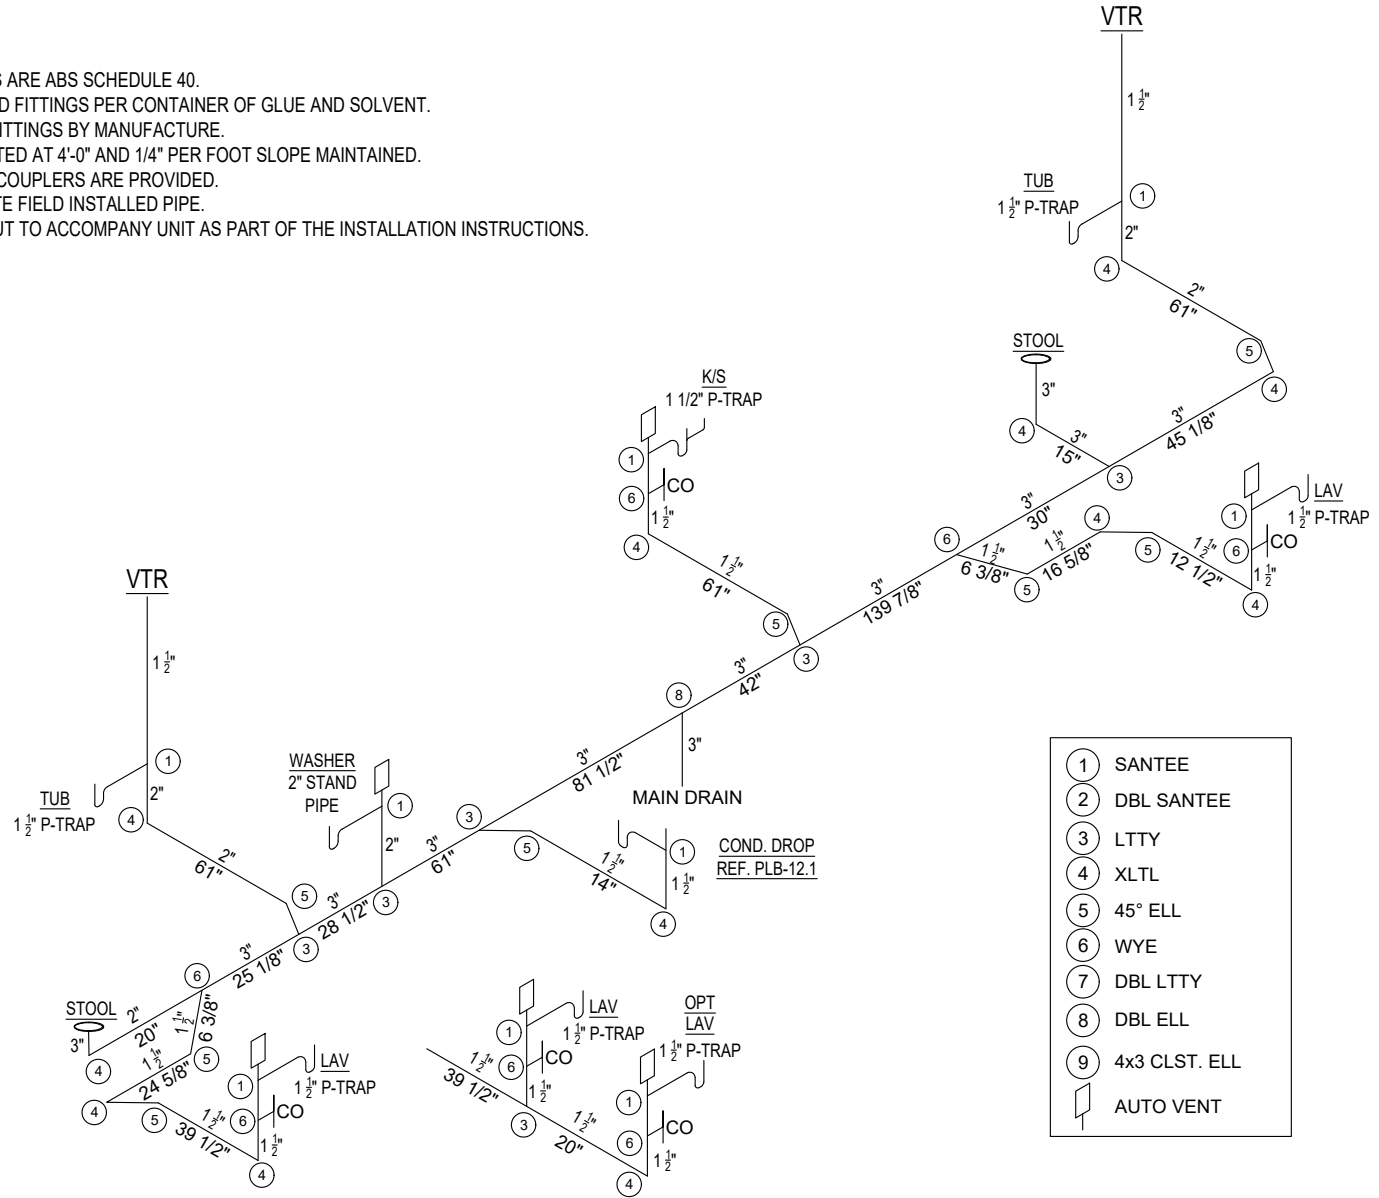 S ARE ABS SCHEDULE 40.
D FITTINGS PER CONTAINER OF GLUE AND SOLVENT.
ITTINGS BY MANUFACTURE.
TED AT 4'-0" AND 1/4" PER FOOT SLOPE MAINTAINED.
COUPLERS ARE PROVIDED.
TE FIELD INSTALLED PIPE.
UT TO ACCOMPANY UNIT AS PART OF THE INSTALLATION INSTRUCTIONS.
VTR
1 1/2"
TUB
1 1/2" P-TRAP
1
2"
4
2"
61"
5
4
STOOL
3"
4
3"
15"
3"
45 1/8"
3
K/S
1 1/2" P-TRAP
1
6
CO
1 1/2"
4
1 1/2"
61"
5
3
3"
30"
6
1 1/2"
6 3/8"
5
1 1/2"
16 5/8"
4
5
1 1/2"
12 1/2"
LAV
1 1/2" P-TRAP
1
6
CO
1 1/2"
4
3"
139 7/8"
3"
42"
8
3"
MAIN DRAIN
3"
81 1/2"
VTR
1 1/2"
1
TUB
1 1/2" P-TRAP
2"
4
2"
61"
5
3
WASHER
2" STAND
PIPE
1
2"
3
3"
61"
3
5
1 1/2"
14"
1
1 1/2"
4
COND. DROP
REF. PLB-12.1
3"
28 1/2"
3"
25 1/8"
6
STOOL
3"
4
2"
20"
1 1/2"
6 3/8"
5
1 1/2"
24 5/8"
4
5
1 1/2"
39 1/2"
LAV
1 1/2" P-TRAP
1
6
CO
1 1/2"
4
LAV
1 1/2" P-TRAP
1
6
CO
1 1/2"
1 1/2"
39 1/2"
3
1 1/2"
20"
OPT
LAV
1 1/2" P-TRAP
1
6
CO
1 1/2"
4
1 SANTEE
2 DBL SANTEE
3 LTTY
4 XLTL
5 45° ELL
6 WYE
7 DBL LTTY
8 DBL ELL
9 4x3 CLST. ELL
AUTO VENT